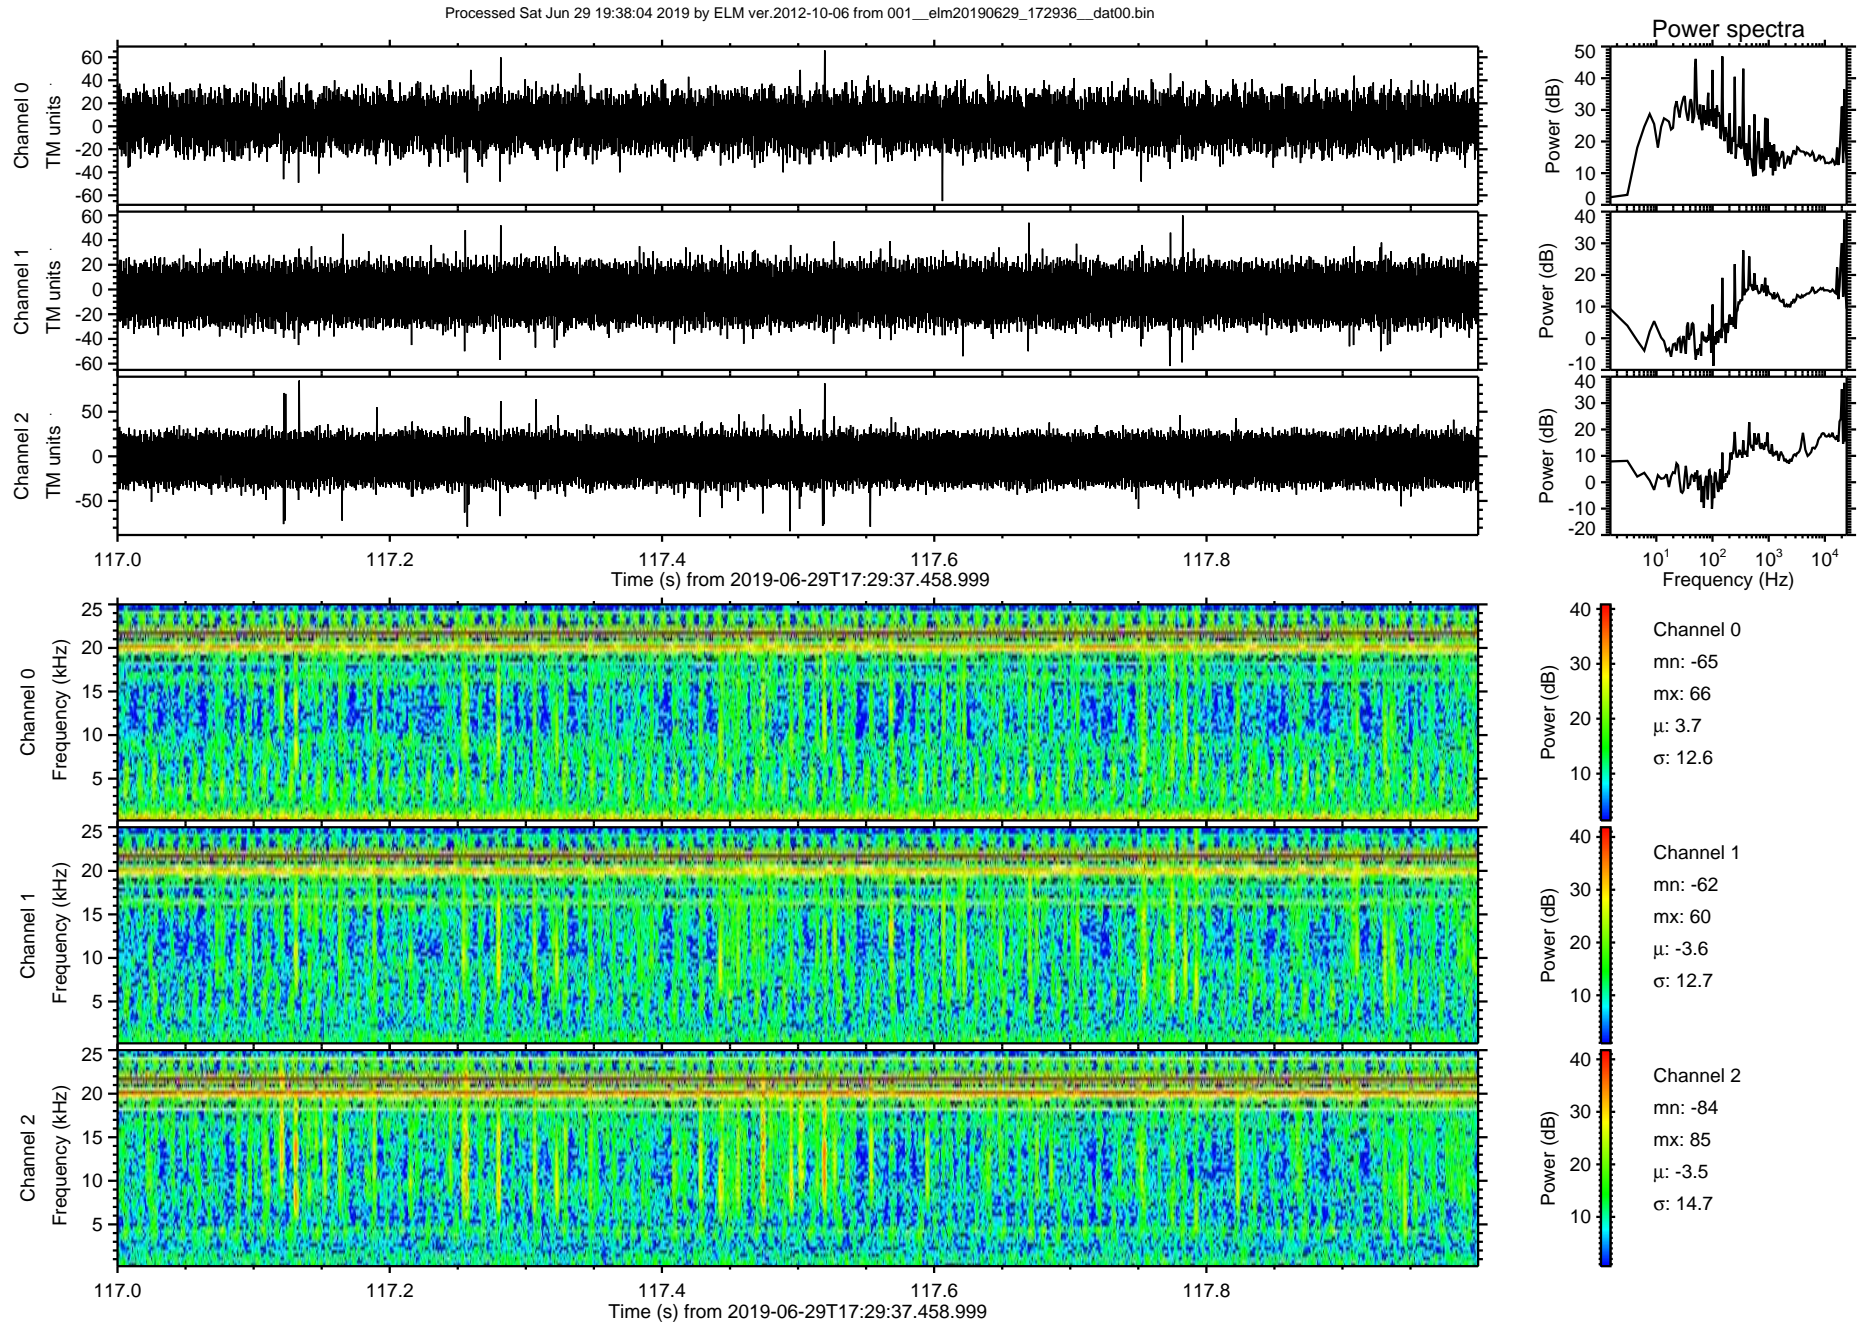 Processed Sat Jun 29 19:38:04 2019 by ELM ver.2012-10-06 from 001__elm20190629_172936__dat00.bin
Power spectra
Channel 0
TM units
60
40
20
0
-20
-40
-60
Power (dB)
50
40
30
20
10
0
Channel 1
TM units
60
40
20
0
-20
-40
-60
Power (dB)
40
30
20
10
0
-10
Channel 2
TM units
50
0
-50
Power (dB)
40
30
20
10
0
-10
-20
117.0 117.2 117.4 117.6 117.8
Time (s) from 2019-06-29T17:29:37.458.999
10^1 10^2 10^3 10^4
Frequency (Hz)
Channel 0
Frequency (kHz)
25
20
15
10
5
Power (dB)
40
30
20
10
Channel 0
mn: -65
mx: 66
μ: 3.7
σ: 12.6
Channel 1
Frequency (kHz)
25
20
15
10
5
Power (dB)
40
30
20
10
Channel 1
mn: -62
mx: 60
μ: -3.6
σ: 12.7
Channel 2
Frequency (kHz)
25
20
15
10
5
Power (dB)
40
30
20
10
Channel 2
mn: -84
mx: 85
μ: -3.5
σ: 14.7
117.0 117.2 117.4 117.6 117.8
Time (s) from 2019-06-29T17:29:37.458.999